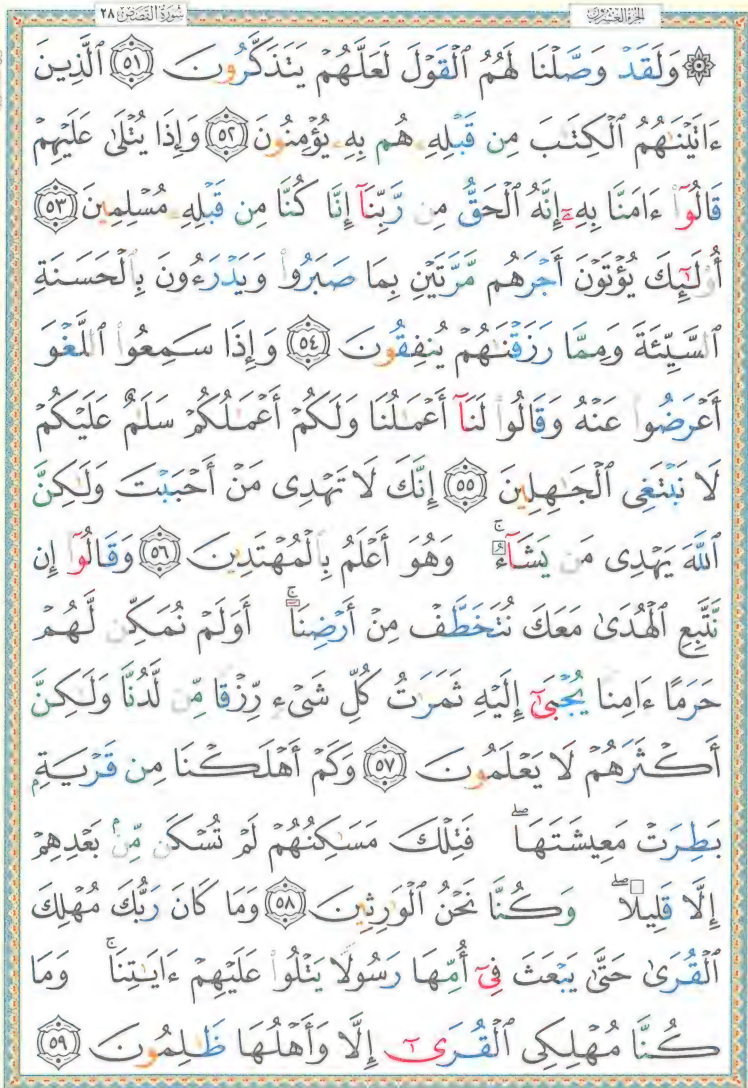 الجزء العشرون
سورة القصص ٢٨
۞ وَلَقَدْ وَصَّلْنَا لَهُمُ ٱلْقَوْلَ لَعَلَّهُمْ يَتَذَكَّرُونَ ٥١ ٱلَّذِينَ
ءَاتَيْنَٰهُمُ ٱلْكِتَٰبَ مِن قَبْلِهِۦ هُم بِهِۦ يُؤْمِنُونَ ٥٢ وَإِذَا يُتْلَىٰ عَلَيْهِمْ
قَالُوٓا۟ ءَامَنَّا بِهِۦٓ إِنَّهُ ٱلْحَقُّ مِن رَّبِّنَآ إِنَّا كُنَّا مِن قَبْلِهِۦ مُسْلِمِينَ ٥٣
أُو۟لَٰٓئِكَ يُؤْتَوْنَ أَجْرَهُم مَّرَّتَيْنِ بِمَا صَبَرُوا۟ وَيَدْرَءُونَ بِٱلْحَسَنَةِ
ٱلسَّيِّئَةَ وَمِمَّا رَزَقْنَٰهُمْ يُنفِقُونَ ٥٤ وَإِذَا سَمِعُوا۟ ٱللَّغْوَ
أَعْرَضُوا۟ عَنْهُ وَقَالُوا۟ لَنَآ أَعْمَٰلُنَا وَلَكُمْ أَعْمَٰلُكُمْ سَلَٰمٌ عَلَيْكُمْ
لَا نَبْتَغِى ٱلْجَٰهِلِينَ ٥٥ إِنَّكَ لَا تَهْدِى مَنْ أَحْبَبْتَ وَلَٰكِنَّ
ٱللَّهَ يَهْدِى مَن يَشَآءُ ۚ وَهُوَ أَعْلَمُ بِٱلْمُهْتَدِينَ ٥٦ وَقَالُوٓا۟ إِن
نَّتَّبِعِ ٱلْهُدَىٰ مَعَكَ نُتَخَطَّفْ مِنْ أَرْضِنَآ ۚ أَوَلَمْ نُمَكِّن لَّهُمْ
حَرَمًا ءَامِنًا يُجْبَىٰٓ إِلَيْهِ ثَمَرَٰتُ كُلِّ شَىْءٍ رِّزْقًا مِّن لَّدُنَّا وَلَٰكِنَّ
أَكْثَرَهُمْ لَا يَعْلَمُونَ ٥٧ وَكَمْ أَهْلَكْنَا مِن قَرْيَةٍۭ
بَطِرَتْ مَعِيشَتَهَا ۖ فَتِلْكَ مَسَٰكِنُهُمْ لَمْ تُسْكَن مِّنۢ بَعْدِهِمْ
إِلَّا قَلِيلًا ۖ وَكُنَّا نَحْنُ ٱلْوَٰرِثِينَ ٥٨ وَمَا كَانَ رَبُّكَ مُهْلِكَ
ٱلْقُرَىٰ حَتَّىٰ يَبْعَثَ فِىٓ أُمِّهَا رَسُولًا يَتْلُوا۟ عَلَيْهِمْ ءَايَٰتِنَا ۚ وَمَا
كُنَّا مُهْلِكِى ٱلْقُرَىٰٓ إِلَّا وَأَهْلُهَا ظَٰلِمُونَ ٥٩